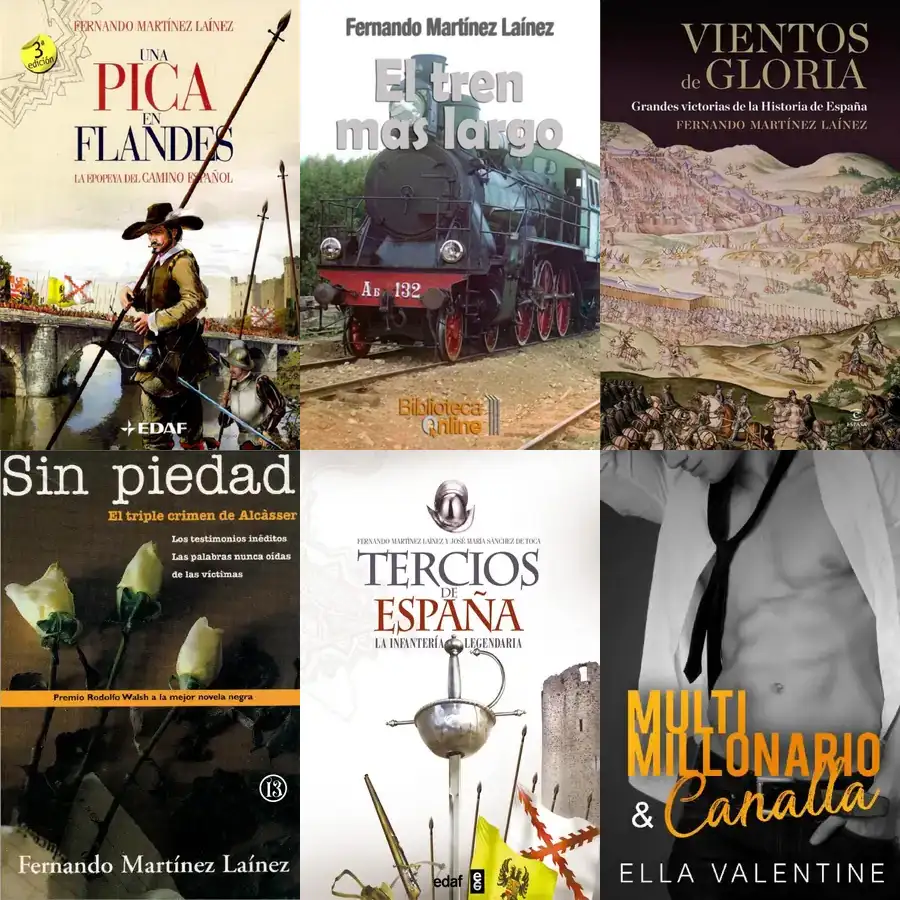 FERNANDO MARTÍNEZ LAÍNEZ
3ª
edición
UNA
PICA
EN
FLANDES
LA EPOPEYA DEL CAMINO ESPAÑOL
EDAF
Fernando Martínez Laínez
El tren
más largo
Аб 132
Biblioteca
Online
VIENTOS
de GLORIA
Grandes victorias de la Historia de España
FERNANDO MARTÍNEZ LAÍNEZ
ESPASA
Sin piedad
El triple crimen de Alcàsser
Los testimonios inéditos
Las palabras nunca oídas
de las víctimas
Premio Rodolfo Walsh a la mejor novela negra
13
Fernando Martínez Laínez
FERNANDO MARTÍNEZ LAÍNEZ Y JOSÉ MARÍA SÁNCHEZ DE TOCA
TERCIOS
DE
ESPAÑA
LA INFANTERÍA LEGENDARIA
edaf
MULTI
MILLONARIO
& Canalla
ELLA VALENTINE